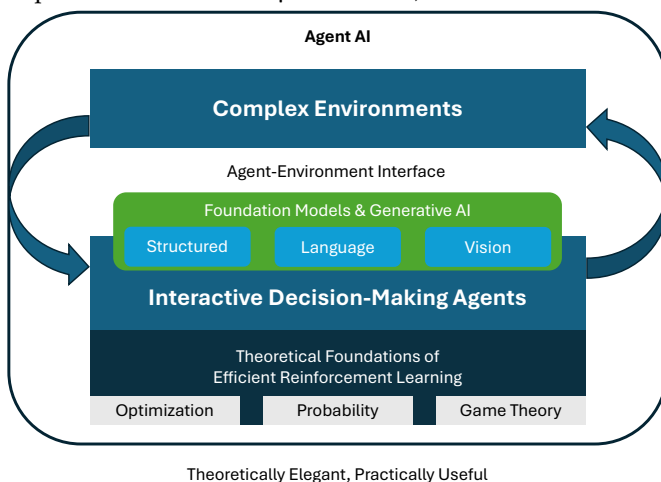 Agent AI
Complex Environments
Agent-Environment Interface
Foundation Models & Generative AI
Structured
Language
Vision
Interactive Decision-Making Agents
Theoretical Foundations of
Efficient Reinforcement Learning
Optimization
Probability
Game Theory
Theoretically Elegant, Practically Useful